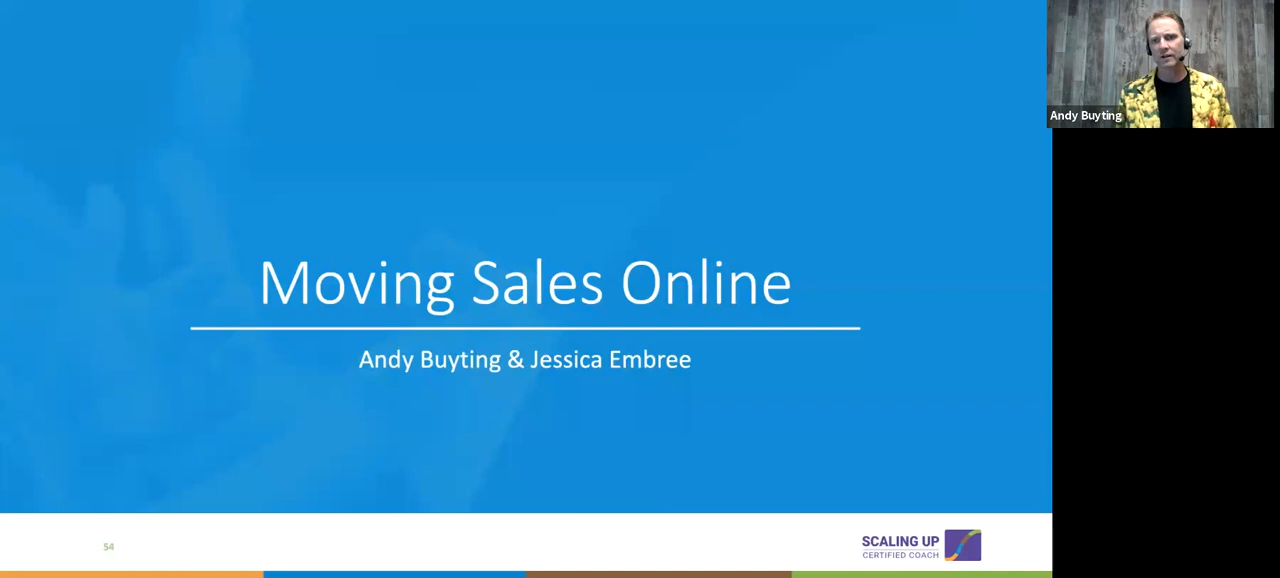 Andy Buyting
Moving Sales Online
Andy Buyting & Jessica Embree
54
SCALING UP
CERTIFIED COACH